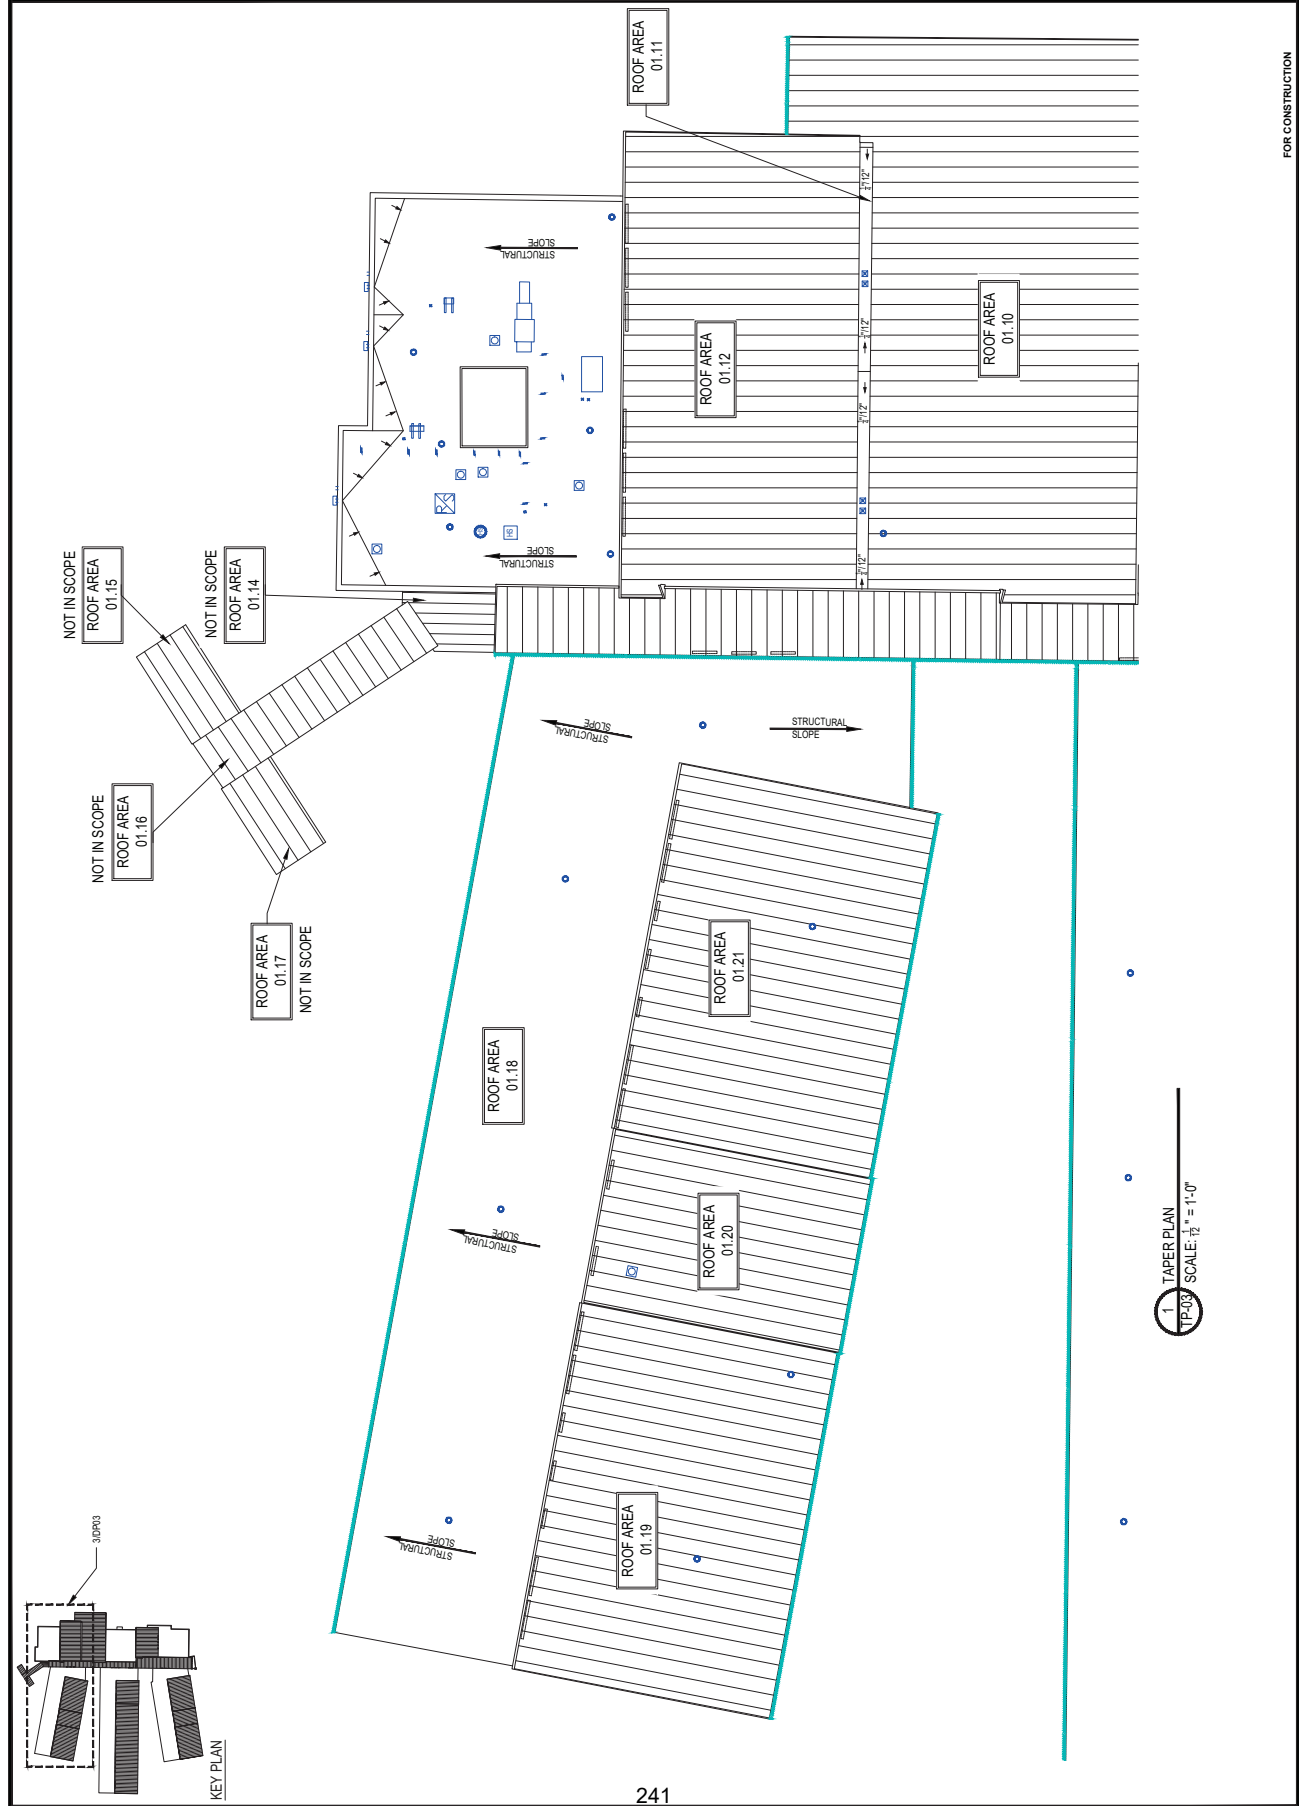 FOR CONSTRUCTION
ROOF AREA
01.11
STRUCTURAL
SLOPE
ROOF AREA
01.12
ROOF AREA
01.10
STRUCTURAL
SLOPE
HS
NOT IN SCOPE
ROOF AREA
01.15
NOT IN SCOPE
ROOF AREA
01.14
NOT IN SCOPE
ROOF AREA
01.16
ROOF AREA
01.17
NOT IN SCOPE
STRUCTURAL
SLOPE
STRUCTURAL
SLOPE
ROOF AREA
01.21
ROOF AREA
01.18
STRUCTURAL
SLOPE
ROOF AREA
01.20
STRUCTURAL
SLOPE
ROOF AREA
01.19
1
TP-03
TAPER PLAN
SCALE: 1/12" = 1'-0"
3/DP03
KEY PLAN
241